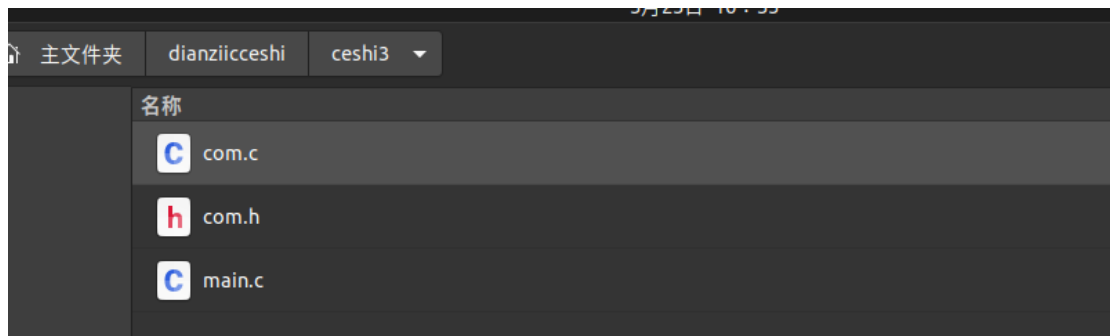 主文件夹 dianziicceshi ceshi3
名称
com.c
com.h
main.c